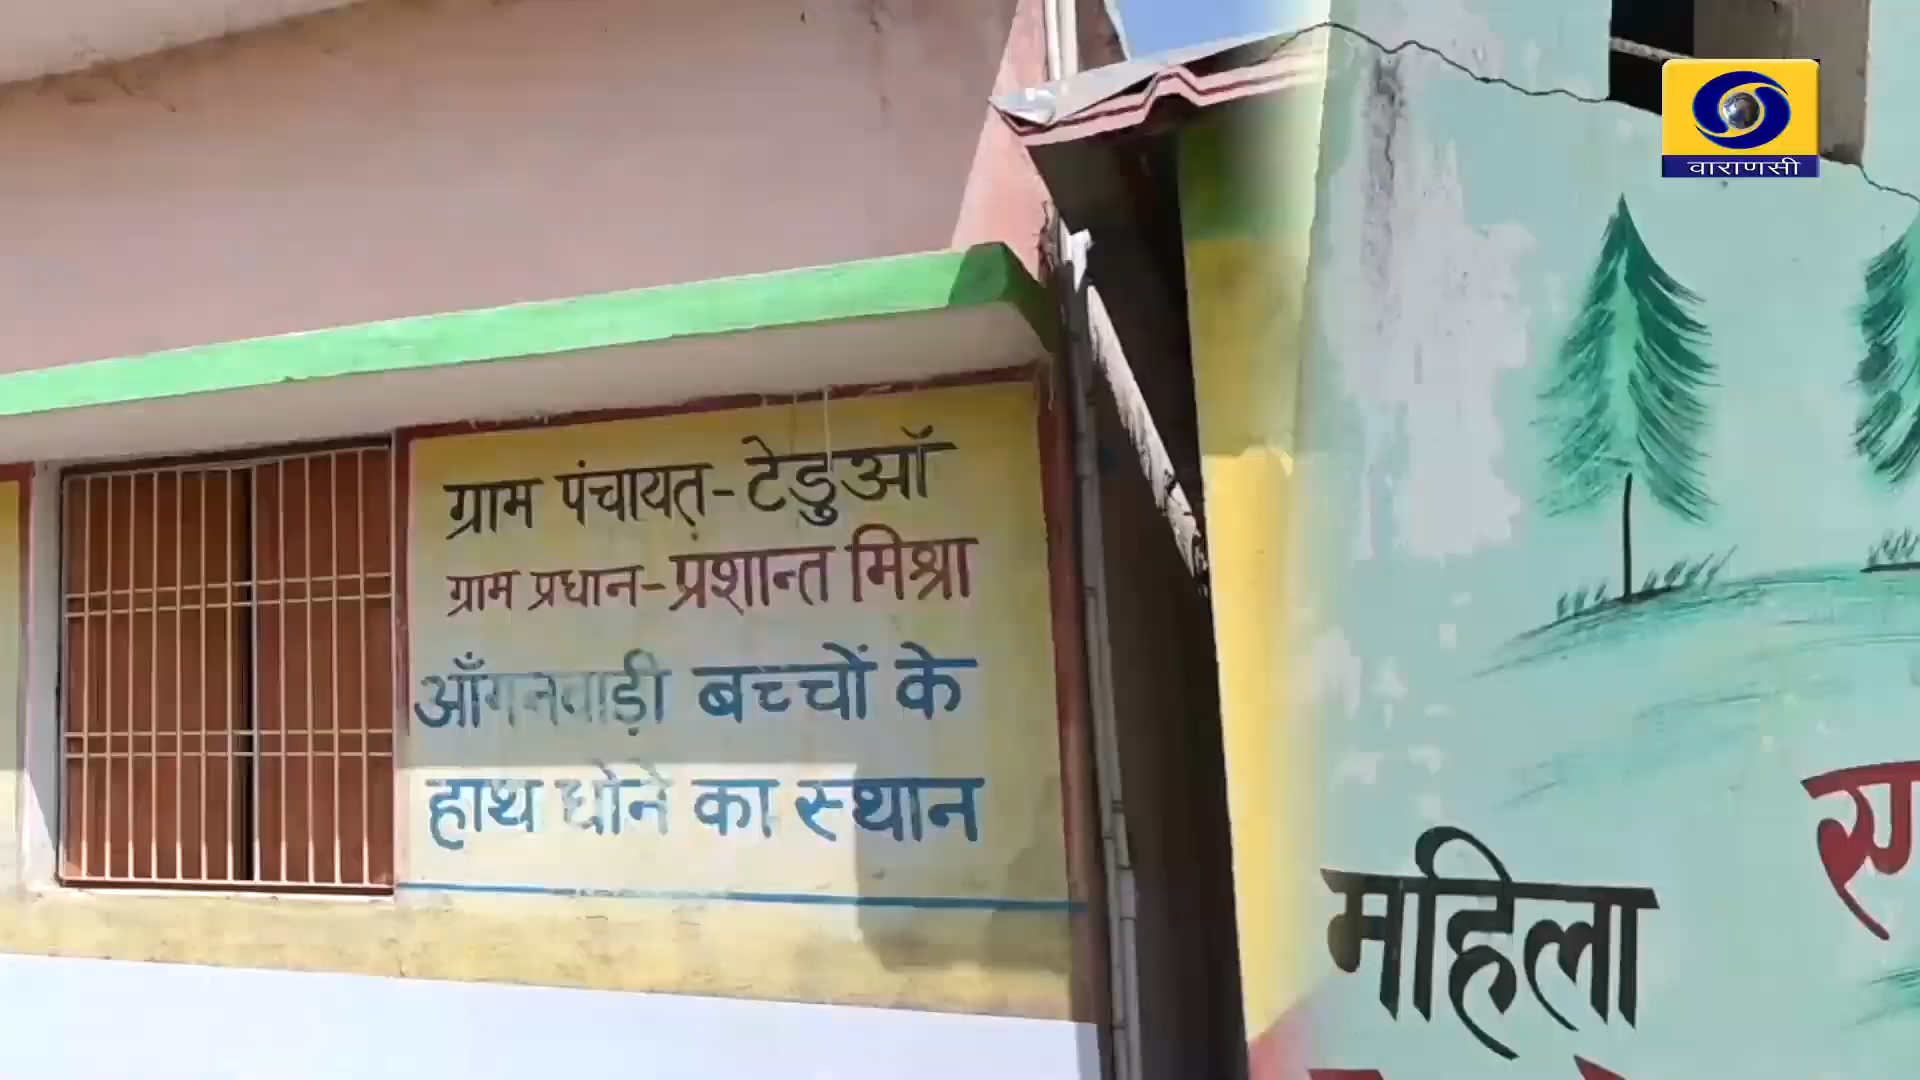 ग्राम पंचायत-टेडुऑ
ग्राम प्रधान-प्रशान्त मिश्रा
आँगनवाड़ी बच्चों के
हाथ धोने का स्थान
वाराणसी
महिला